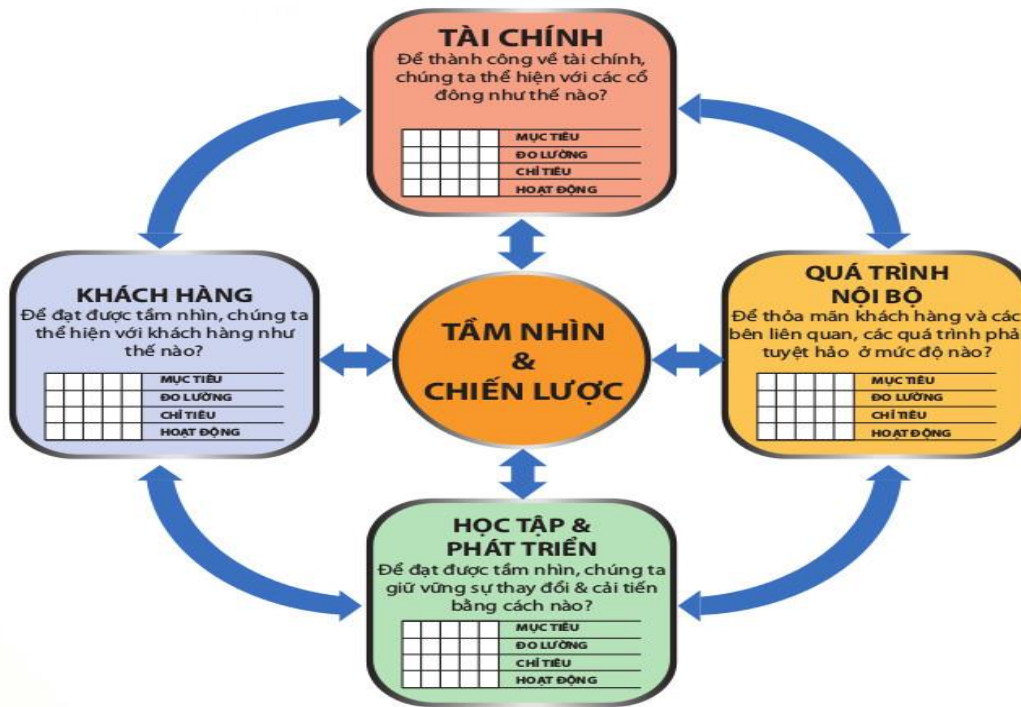 TÀI CHÍNH
Để thành công về tài chính,
chúng ta thể hiện với các cổ
đông như thế nào?
MỤC TIÊU
ĐO LƯỜNG
CHỈ TIÊU
HOẠT ĐỘNG
KHÁCH HÀNG
Để đạt được tầm nhìn, chúng ta
thể hiện với khách hàng như
thế nào?
MỤC TIÊU
ĐO LƯỜNG
CHỈ TIÊU
HOẠT ĐỘNG
TẦM NHÌN
&
CHIẾN LƯỢC
QUÁ TRÌNH
NỘI BỘ
Để thỏa mãn khách hàng và các
bên liên quan, các quá trình phả
tuyệt hảo ở mức độ nào?
MỤC TIÊU
ĐO LƯỜNG
CHỈ TIÊU
HOẠT ĐỘNG
HỌC TẬP &
PHÁT TRIỂN
Để đạt được tầm nhìn, chúng ta
giữ vững sự thay đổi & cải tiến
bằng cách nào?
MỤC TIÊU
ĐO LƯỜNG
CHỈ TIÊU
HOẠT ĐỘNG